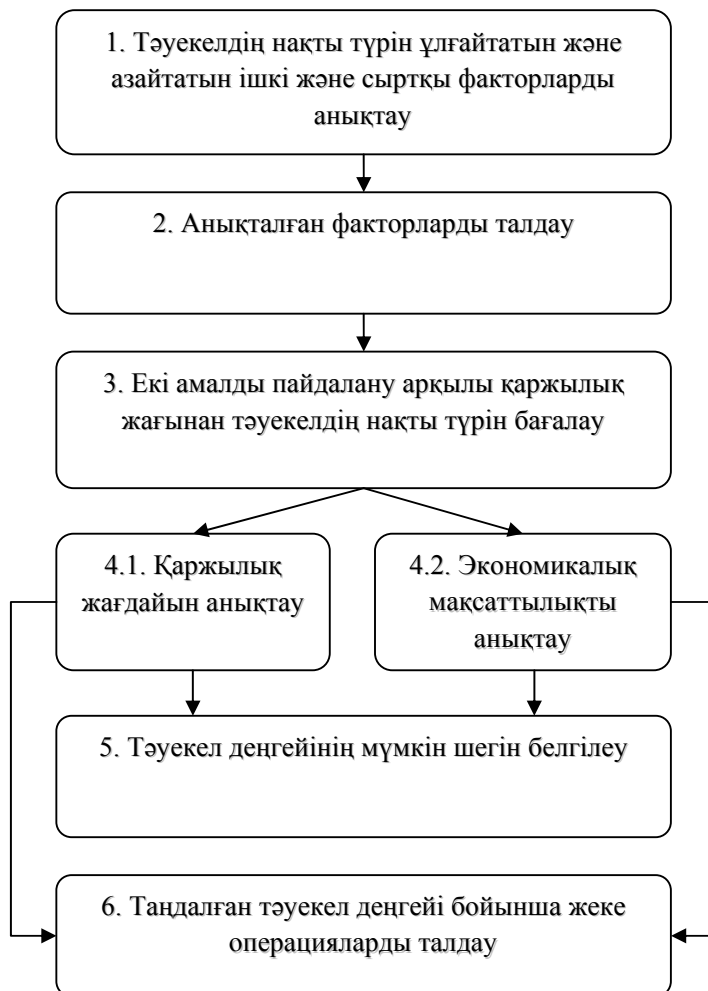 1. Тәуекелдің нақты түрін ұлғайтатын және
азайтатын ішкі және сыртқы факторларды
анықтау
2. Анықталған факторларды талдау
3. Екі амалды пайдалану арқылы қаржылық
жағынан тәуекелдің нақты түрін бағалау
4.1. Қаржылық
жағдайын анықтау
4.2. Экономикалық
мақсаттылықты
анықтау
5. Тәуекел деңгейінің мүмкін шегін белгілеу
6. Таңдалған тәуекел деңгейі бойынша жеке
операцияларды талдау